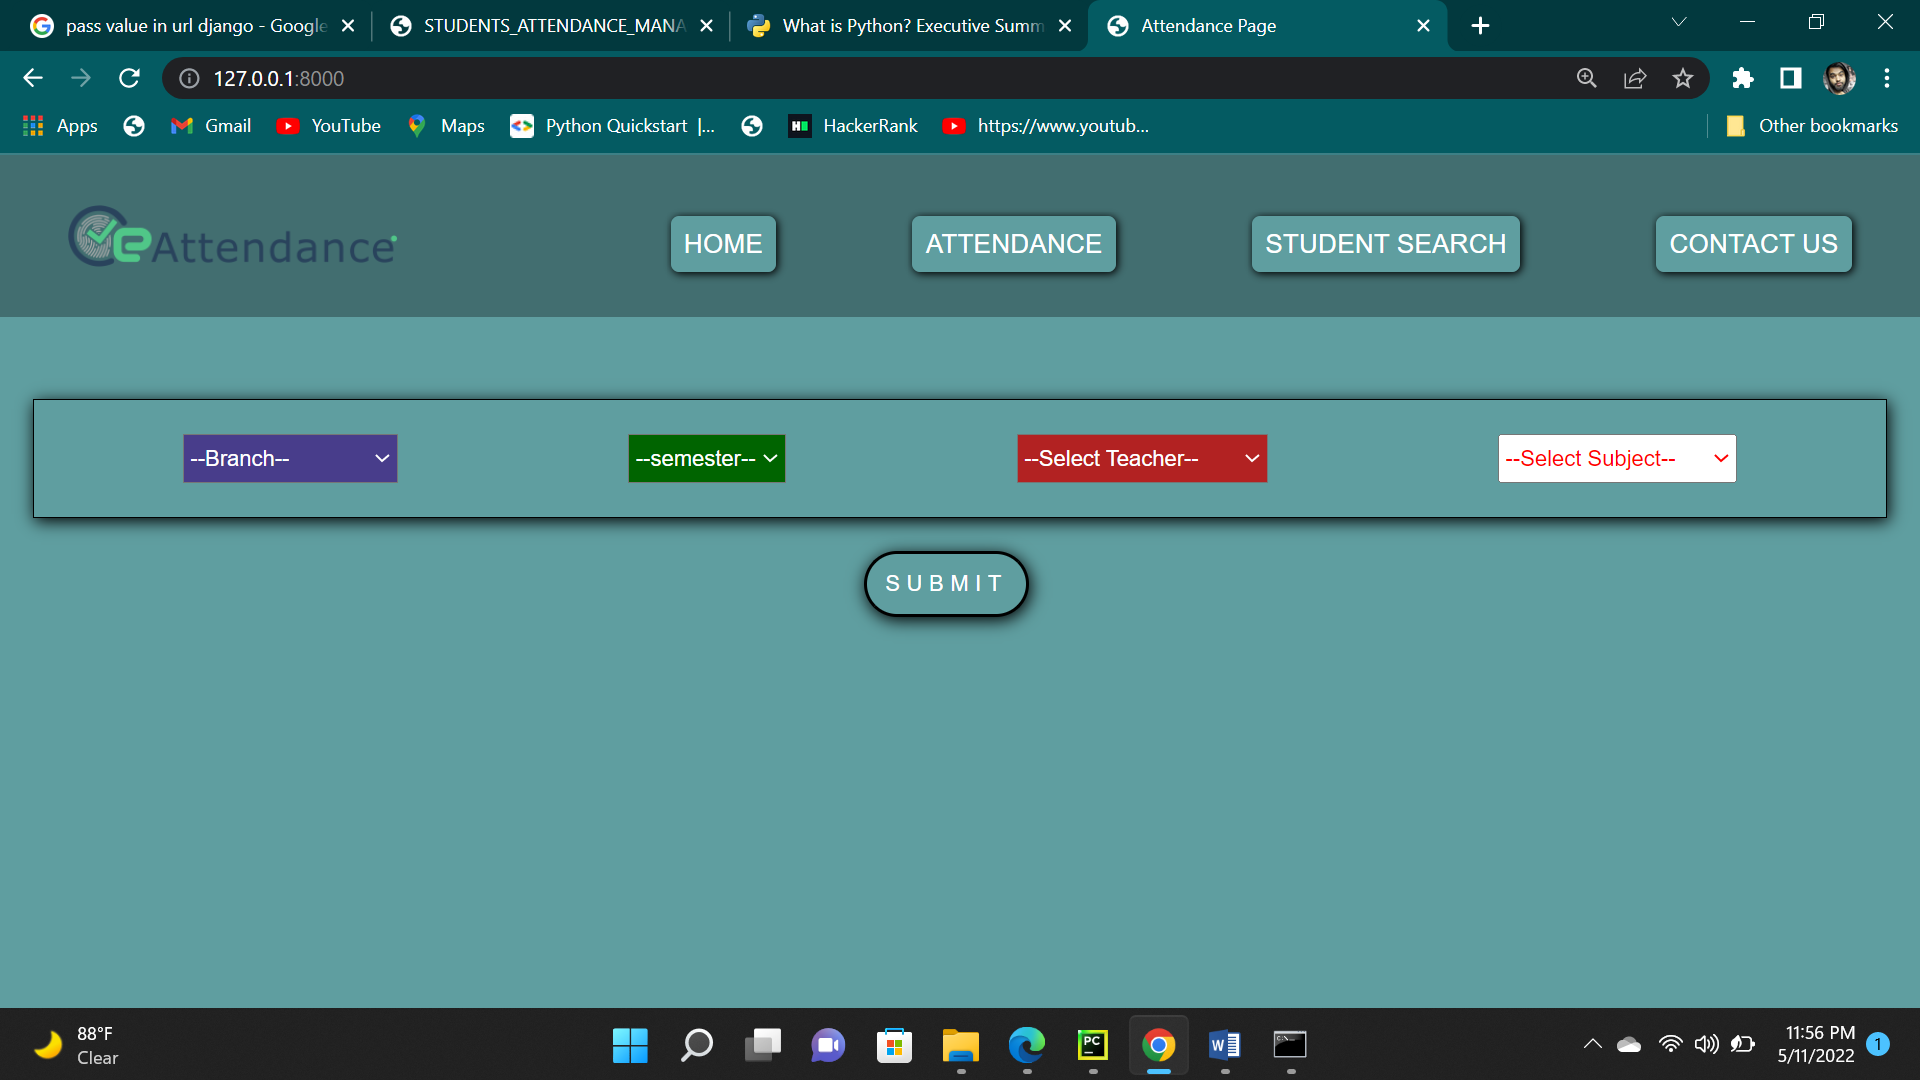 pass value in url django - Google
STUDENTS_ATTENDANCE_MANA
What is Python? Executive Summ
Attendance Page
127.0.0.1:8000
Apps
Gmail
YouTube
Maps
Python Quickstart |...
HackerRank
https://www.youtub...
Other bookmarks
eAttendance
HOME
ATTENDANCE
STUDENT SEARCH
CONTACT US
--Branch--
--semester--
--Select Teacher--
--Select Subject--
SUBMIT
88°F
Clear
11:56 PM
5/11/2022
1